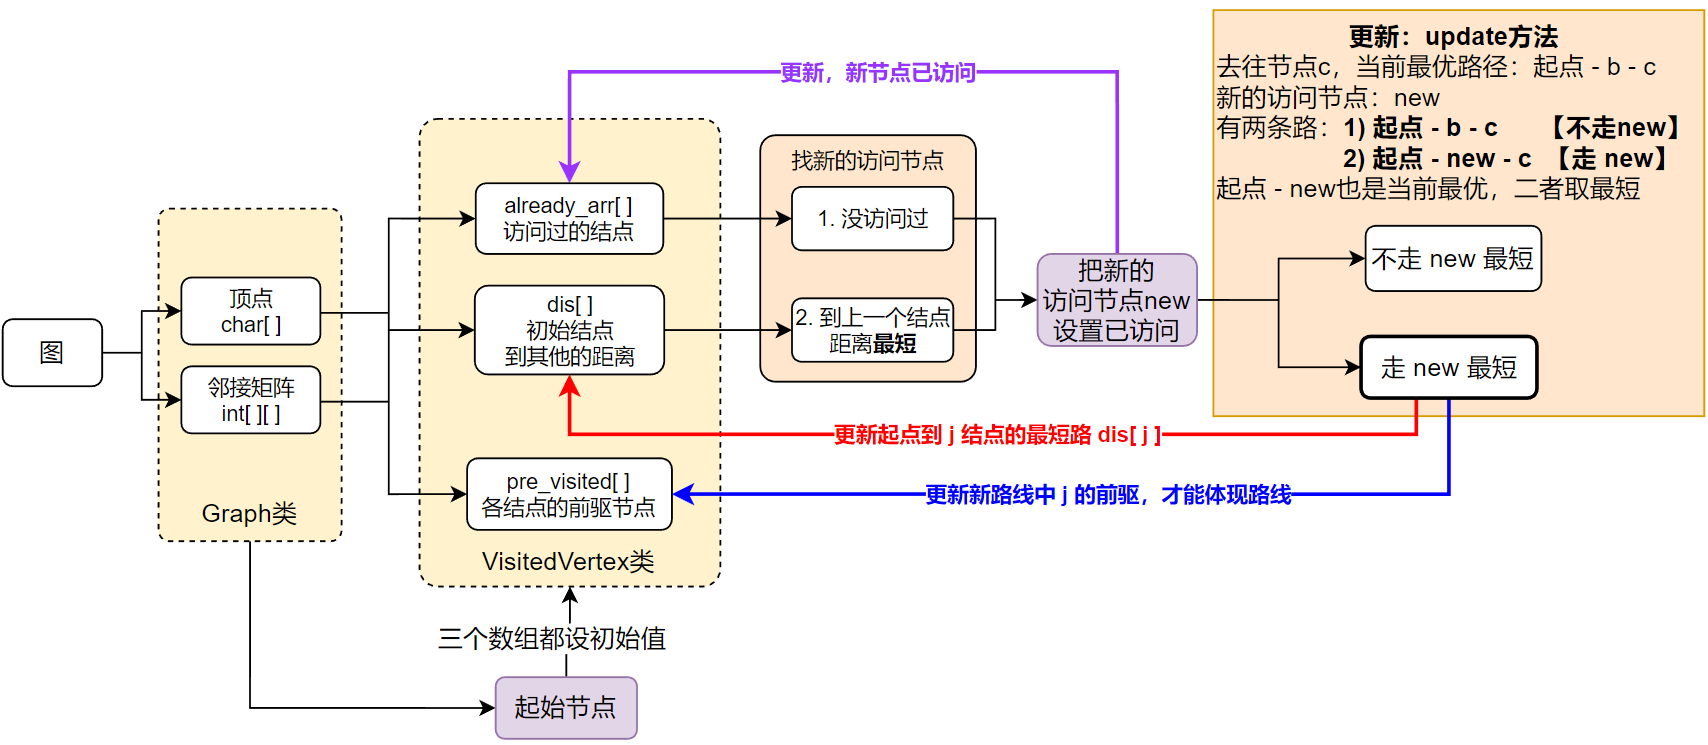 图
顶点
char[ ]
邻接矩阵
int[ ][ ]
Graph类
already_arr[ ]
访问过的结点
dis[ ]
初始结点
到其他的距离
pre_visited[ ]
各结点的前驱节点
VisitedVertex类
三个数组都设初始值
起始节点
更新，新节点已访问
找新的访问节点
1. 没访问过
2. 到上一个结点
距离最短
把新的
访问节点new
设置已访问
更新起点到 j 结点的最短路 dis[ j ]
更新新路线中 j 的前驱，才能体现路线
更新：update方法
去往节点c，当前最优路径：起点 - b - c
新的访问节点：new
有两条路：1) 起点 - b - c 【不走new】
2) 起点 - new - c 【走 new】
起点 - new也是当前最优，二者取最短
不走 new 最短
走 new 最短